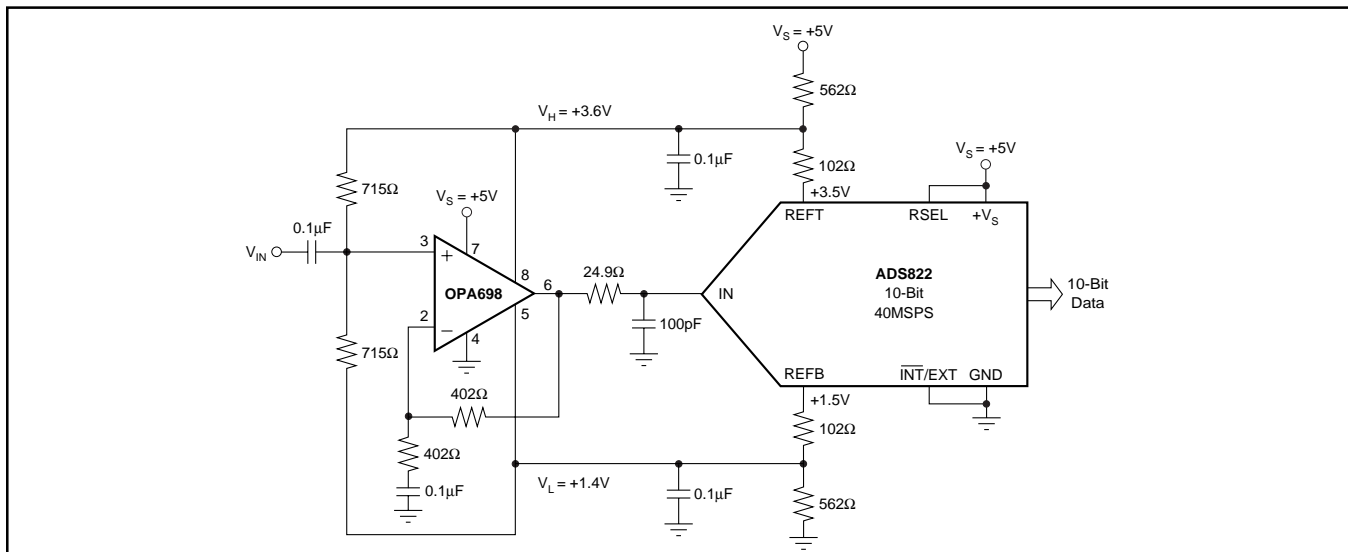 V_S = +5V
562Ω
V_H = +3.6V
0.1µF
102Ω
V_S = +5V
715Ω
+3.5V
V_S = +5V
REFT
RSEL
+V_S
0.1µF
3
7
V_IN
+
8
24.9Ω
ADS822
OPA698
6
IN
10-Bit
10-Bit
Data
40MSPS
2
5
−
4
100pF
715Ω
REFB
INT/EXT
GND
402Ω
+1.5V
102Ω
402Ω
V_L = +1.4V
0.1µF
0.1µF
562Ω